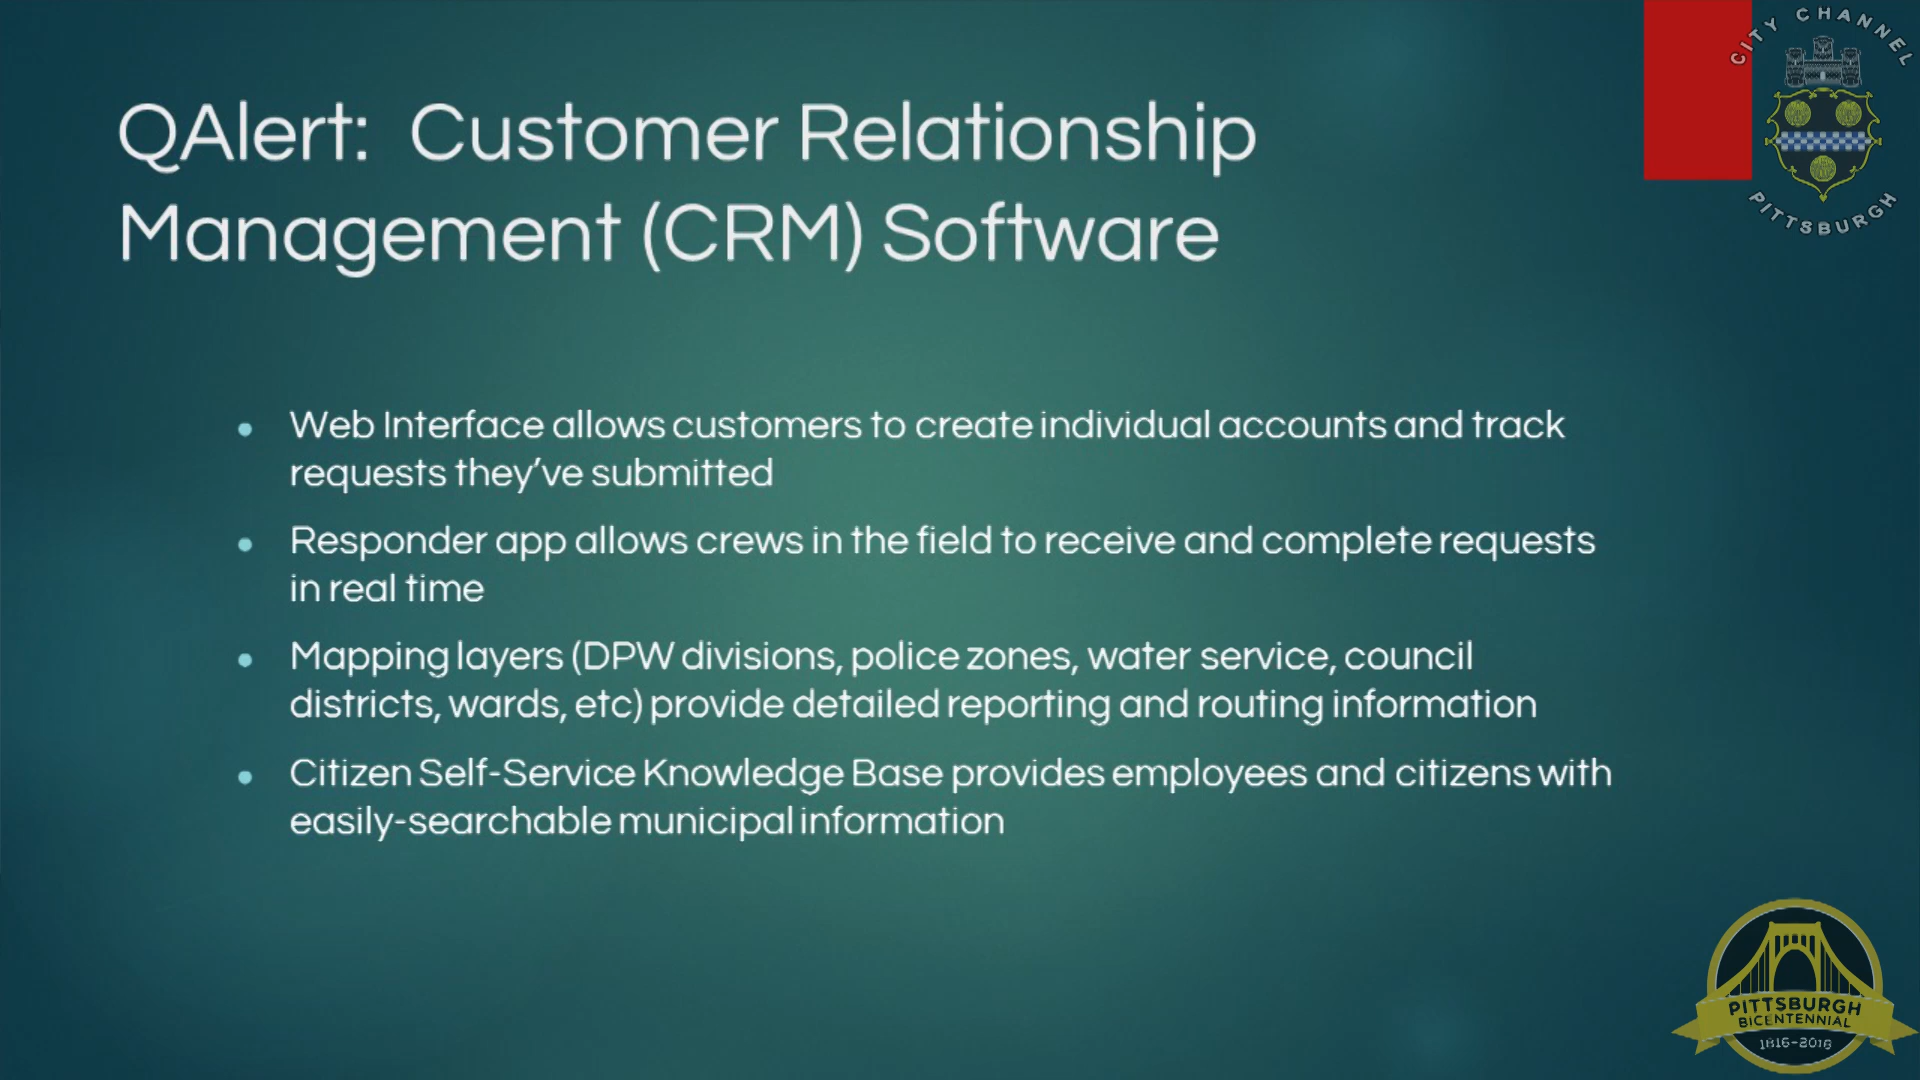 CITY CHANNEL
PITTSBURGH
QAlert: Customer Relationship
Management (CRM) Software
Web Interface allows customers to create individual accounts and track
requests they've submitted
Responder app allows crews in the field to receive and complete requests
in real time
Mapping layers (DPW divisions, police zones, water service, council
districts, wards, etc) provide detailed reporting and routing information
Citizen Self-Service Knowledge Base provides employees and citizens with
easily-searchable municipal information
PITTSBURGH
BICENTENNIAL
1816-2016